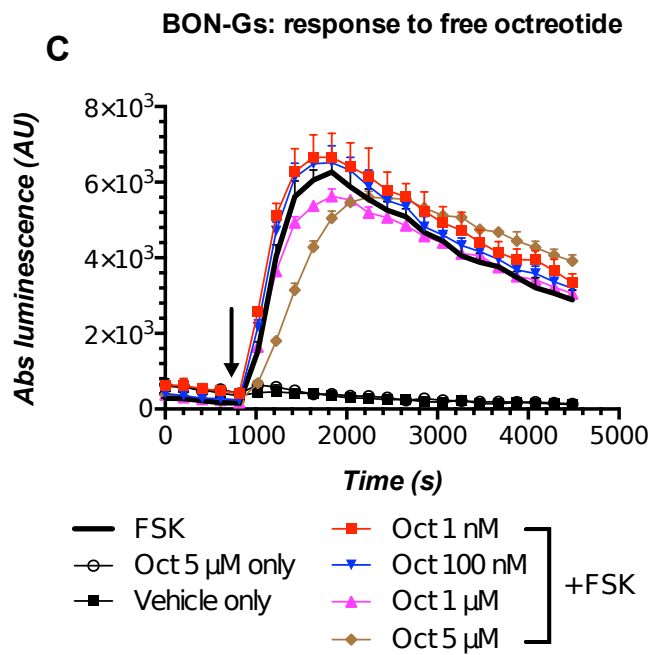 BON-Gs: response to free octreotide
C
8×10³
6×10³
4×10³
2×10³
0
Abs luminescence (AU)
0 1000 2000 3000 4000 5000
Time (s)
FSK
Oct 5 µM only
Vehicle only
Oct 1 nM
Oct 100 nM
Oct 1 µM
Oct 5 µM
+FSK